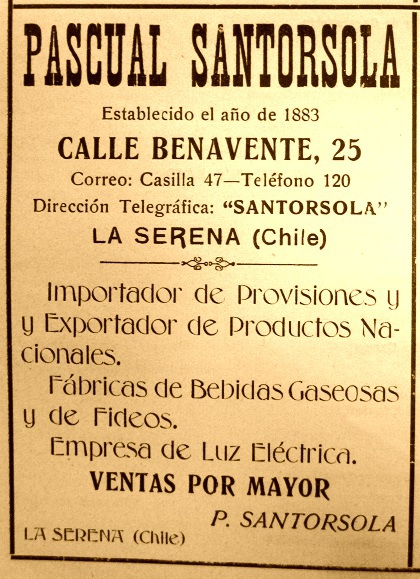 PASCUAL SANTORSOLA
Establecido el año de 1883
CALLE BENAVENTE, 25
Correo: Casilla 47—Teléfono 120
Dirección Telegráfica: “SANTORSOLA”
LA SERENA (Chile)
Importador de Provisiones y
y Exportador de Productos Na-
cionales.
Fábricas de Bebidas Gaseosas
y de Fideos.
Empresa de Luz Eléctrica.
VENTAS POR MAYOR
P. SANTORSOLA
LA SERENA (Chile)